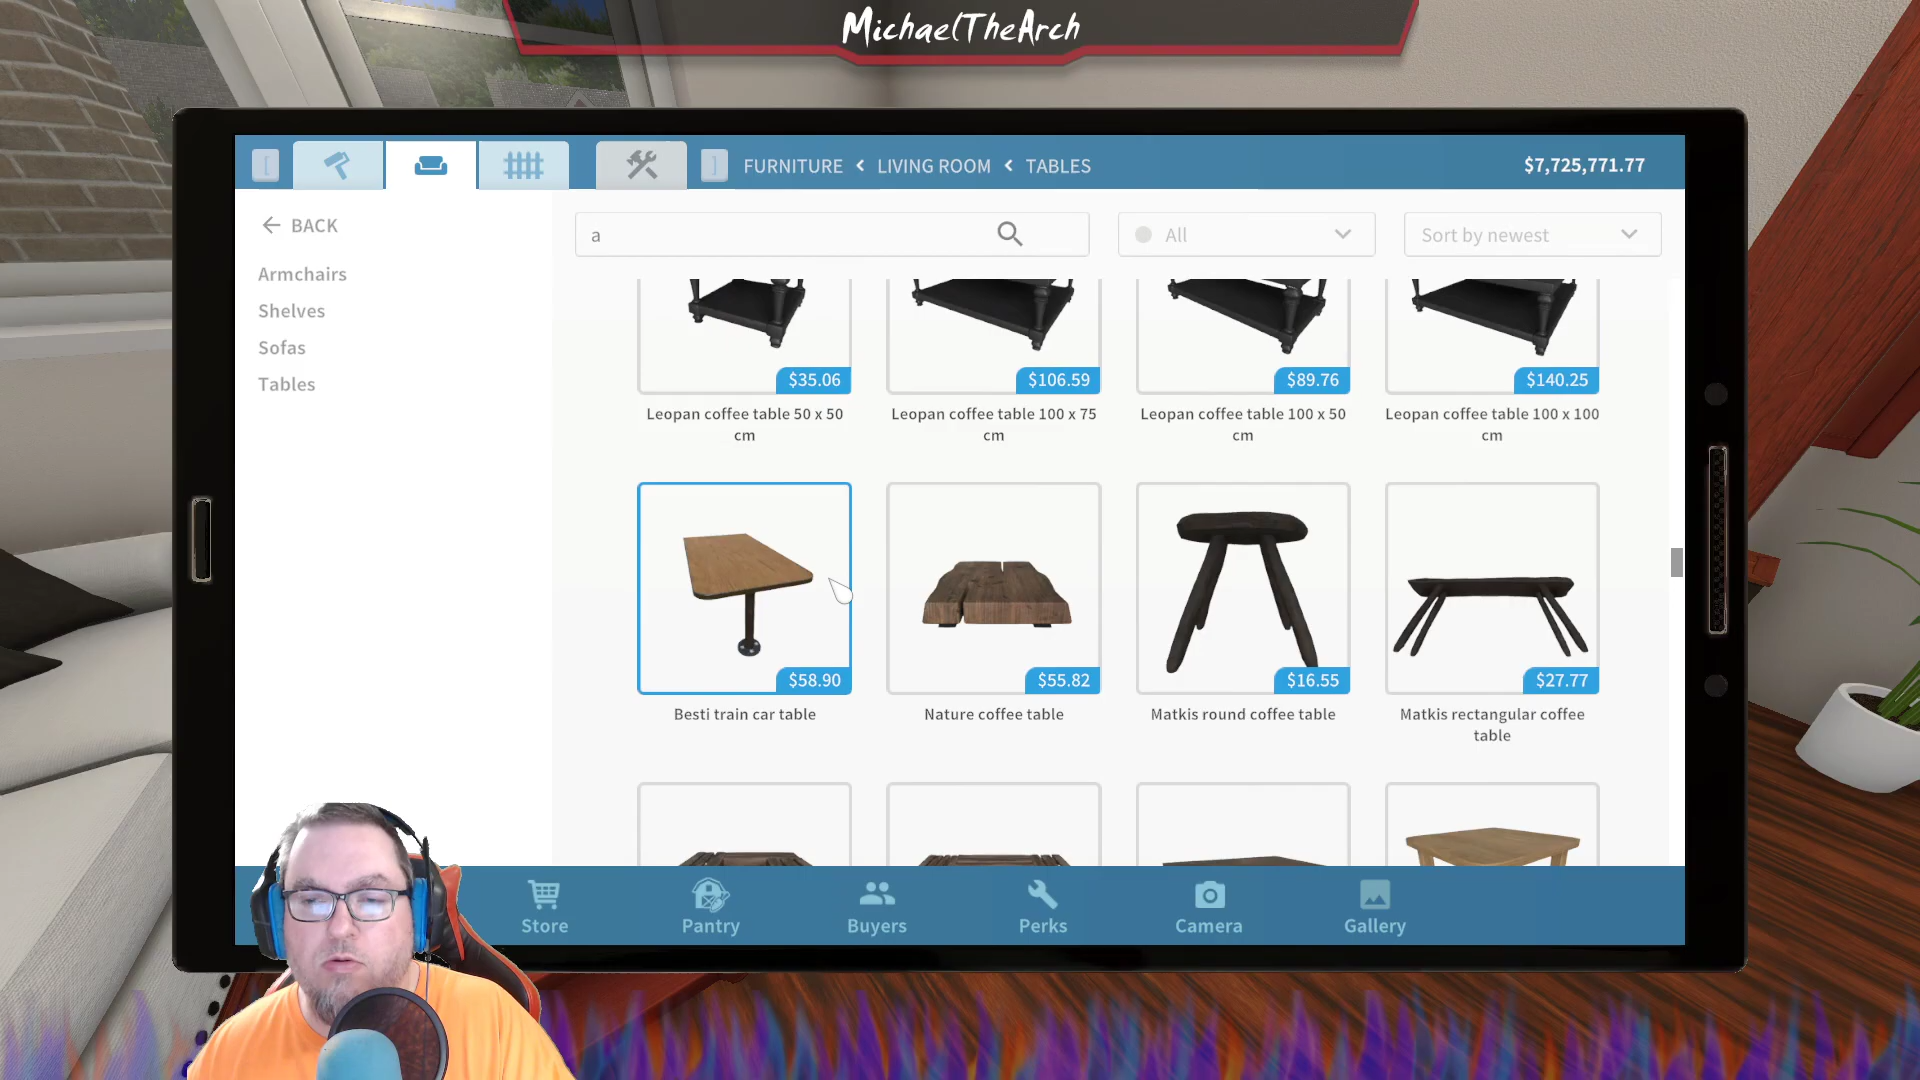 MichaelTheArch
[
]
FURNITURE < LIVING ROOM < TABLES
$7,725,771.77
BACK
Armchairs
Shelves
Sofas
Tables
a
All
Sort by newest
$35.06
$106.59
$89.76
$140.25
Leopan coffee table 50 x 50
cm
Leopan coffee table 100 x 75
cm
Leopan coffee table 100 x 50
cm
Leopan coffee table 100 x 100
cm
$58.90
$55.82
$16.55
$27.77
Besti train car table
Nature coffee table
Matkis round coffee table
Matkis rectangular coffee
table
Store
Pantry
Buyers
Perks
Camera
Gallery